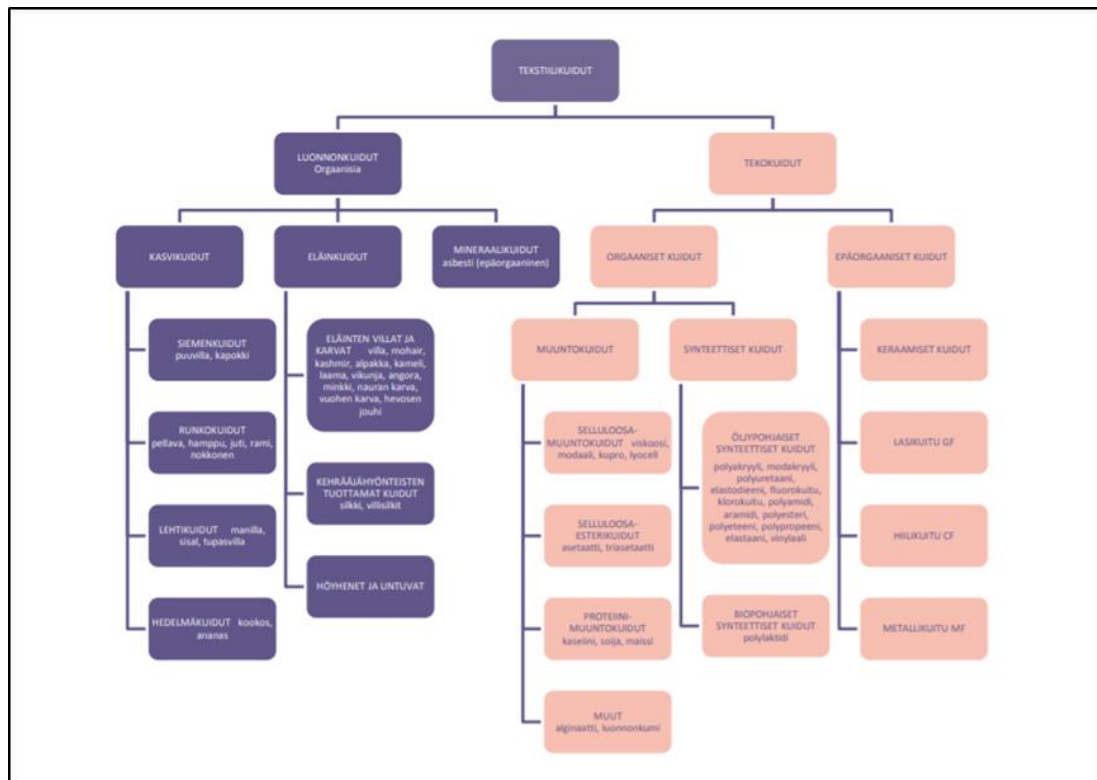 TEKSTIILIKUIDUT
LUONNONKUIDUT
Orgaanisia
TEKOKUIDUT
KASVIKUIDUT
ELÄINKUIDUT
MINERAALIKUIDUT
asbesti (epäorgaaninen)
ORGAANISET KUIDUT
EPÄORGAANISET KUIDUT
SIEMENKUIDUT
puuvilla, kapokki
RUNKOKUIDUT
pellava, hamppu, juti, rami,
nokkonen
LEHTIKUIDUT manilla,
sisal, tupasvilla
HEDELMÄKUIDUT kookos,
ananas
ELÄINTEN VILLAT JA
KARVAT villa, mohair,
kashmir, alpakka, kameli,
laama, vikunja, angora,
minkki, nauran karva,
vuohen karva, hevosen
jouhi
KEHRÄÄJÄHYÖNTEISTEN
TUOTTAMAT KUIDUT
silkki, villisilkit
HÖYHENET JA UNTUVAT
MUUNTOKUIDUT
SYNTEETTISET KUIDUT
SELLULOOSA-
MUUNTOKUIDUT viskoosi,
modaali, kupro, lyocell
SELLULOOSA-
ESTERIKUIDUT
asetaatti, triasetaatti
PROTEIINI-
MUUNTOKUIDUT
kaseiini, soija, maissi
MUUT
alginaatti, luonnonkumi
ÖLJYPOHJAISET
SYNTEETTISET KUIDUT
polyakryyli, modakryyli,
polyuretaani,
elastodieeni, fluorokuitu,
klorokuitu, polyamidi,
aramidi, polyesteri,
polyeteeni, polypropeeni,
elastaani, vinylaali
BIOPOHJAISET
SYNTEETTISET KUIDUT
polylaktidi
KERAAMISET KUIDUT
LASIKUITU GF
HIILIKUITU CF
METALLIKUITU MF